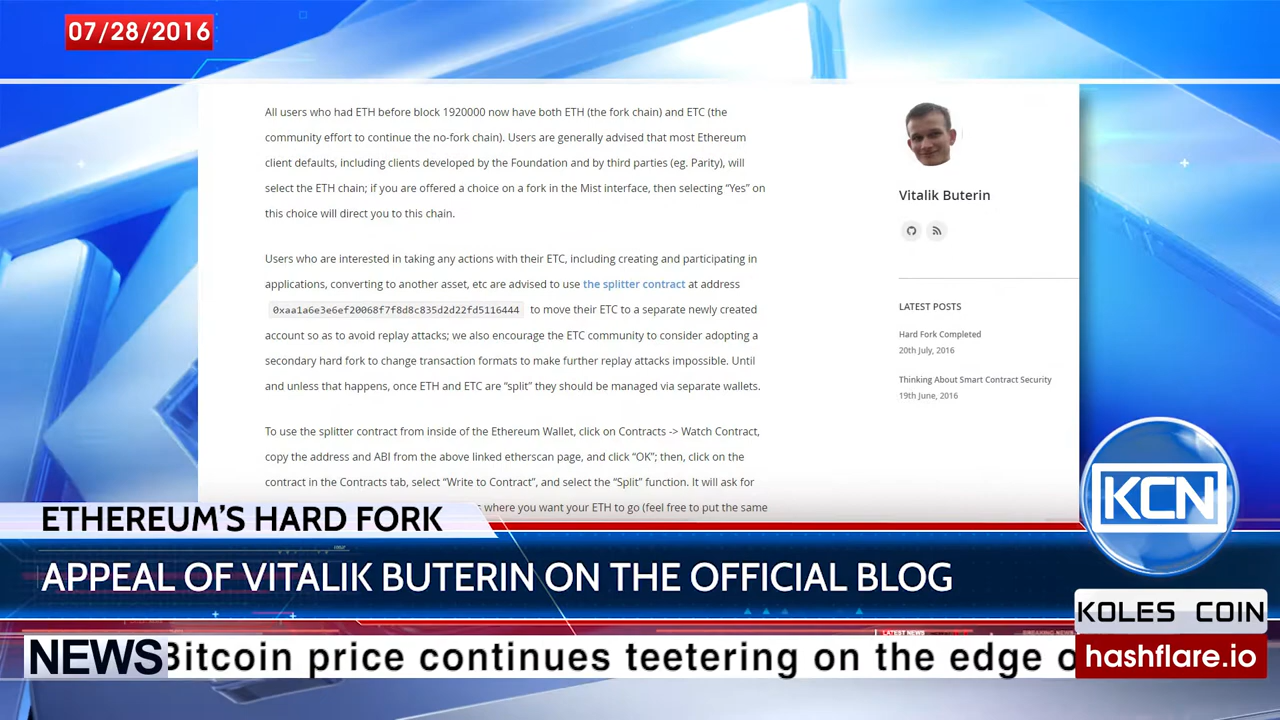 07/28/2016
All users who had ETH before block 1920000 now have both ETH (the fork chain) and ETC (the
community effort to continue the no-fork chain). Users are generally advised that most Ethereum
client defaults, including clients developed by the Foundation and by third parties (eg. Parity), will
select the ETH chain; if you are offered a choice on a fork in the Mist interface, then selecting “Yes” on
this choice will direct you to this chain.
Users who are interested in taking any actions with their ETC, including creating and participating in
applications, converting to another asset, etc are advised to use the splitter contract at address
0xaa1a6e3e6ef20068f7f8d8c835d2d22fd5116444 to move their ETC to a separate newly created
account so as to avoid replay attacks; we also encourage the ETC community to consider adopting a
secondary hard fork to change transaction formats to make further replay attacks impossible. Until
and unless that happens, once ETH and ETC are “split” they should be managed via separate wallets.
To use the splitter contract from inside of the Ethereum Wallet, click on Contracts -> Watch Contract,
copy the address and ABI from the above linked etherscan page, and click “OK”; then, click on the
contract in the Contracts tab, select “Write to Contract”, and select the “Split” function. It will ask for
where you want your ETH to go (feel free to put the same
Vitalik Buterin
LATEST POSTS
Hard Fork Completed
20th July, 2016
Thinking About Smart Contract Security
19th June, 2016
KCN
ETHEREUM’S HARD FORK
APPEAL OF VITALIK BUTERIN ON THE OFFICIAL BLOG
KOLES COIN
LATEST NEWS
NEWS Bitcoin price continues teetering on the edge
hashflare.io